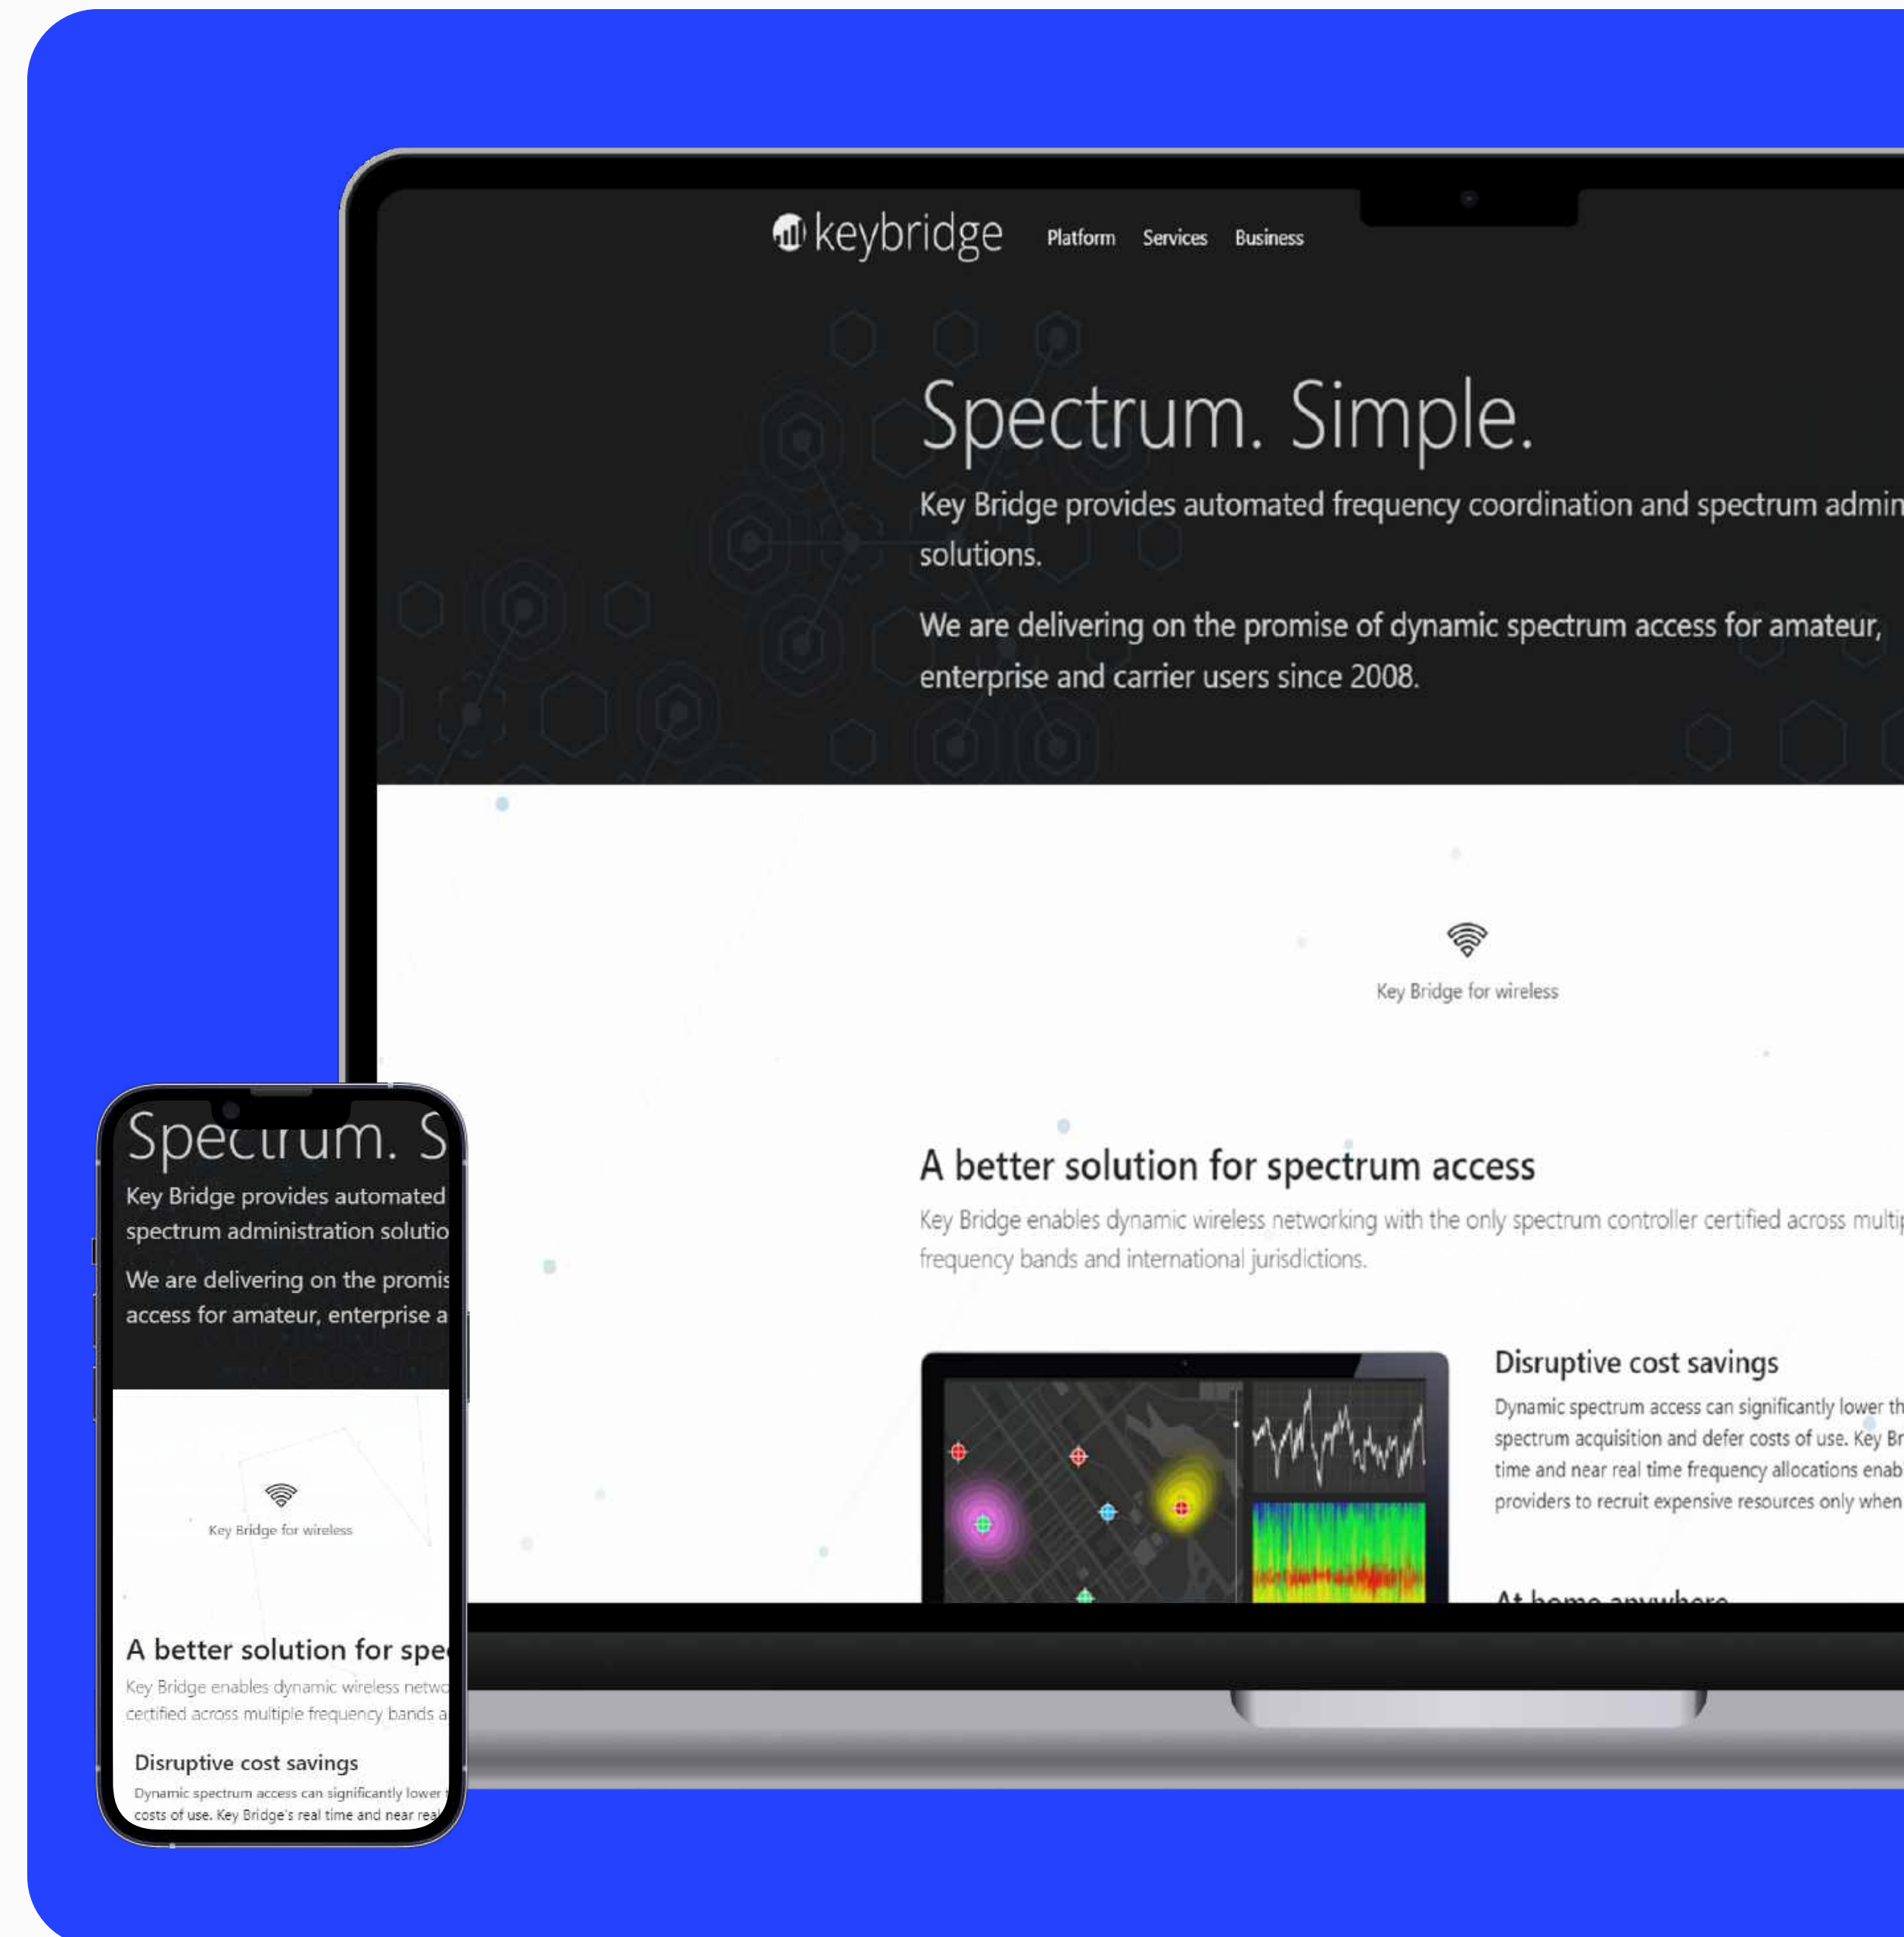 keybridge Platform Services Business
Spectrum. Simple.
Key Bridge provides automated frequency coordination and spectrum admin
solutions.
We are delivering on the promise of dynamic spectrum access for amateur,
enterprise and carrier users since 2008.
Key Bridge for wireless
A better solution for spectrum access
Key Bridge enables dynamic wireless networking with the only spectrum controller certified across multip
frequency bands and international jurisdictions.
Disruptive cost savings
Dynamic spectrum access can significantly lower th
spectrum acquisition and defer costs of use. Key Br
time and near real time frequency allocations enab
providers to recruit expensive resources only when
At home anywhere
Spectrum. S
Key Bridge provides automated
spectrum administration solutio
We are delivering on the promis
access for amateur, enterprise a
Key Bridge for wireless
A better solution for spe
Key Bridge enables dynamic wireless netwo
certified across multiple frequency bands a
Disruptive cost savings
Dynamic spectrum access can significantly lower t
costs of use. Key Bridge's real time and near real